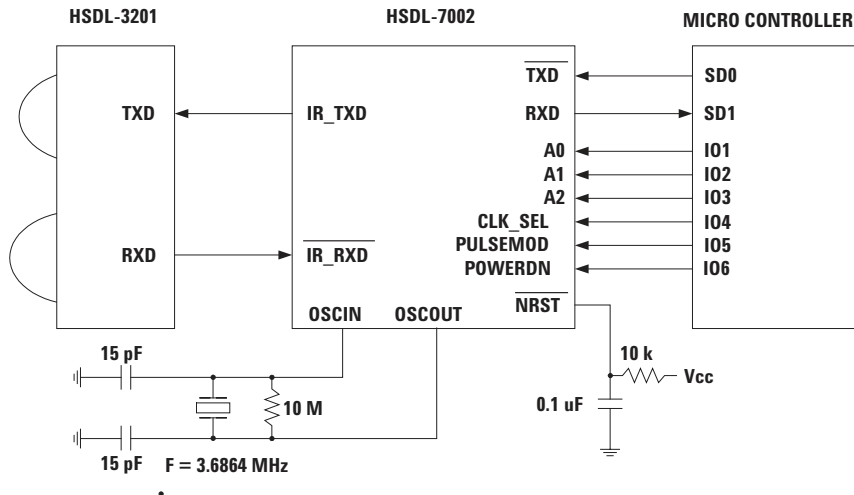 HSDL-3201
HSDL-7002
MICRO CONTROLLER
TXD
SD0
TXD
IR_TXD
RXD
SD1
A0
IO1
A1
IO2
A2
IO3
CLK_SEL
IO4
RXD
IR_RXD
PULSEMOD
IO5
POWERDN
IO6
NRST
OSCIN
OSCOUT
15 pF
10 k
Vcc
10 M
0.1 uF
15 pF
F = 3.6864 MHz